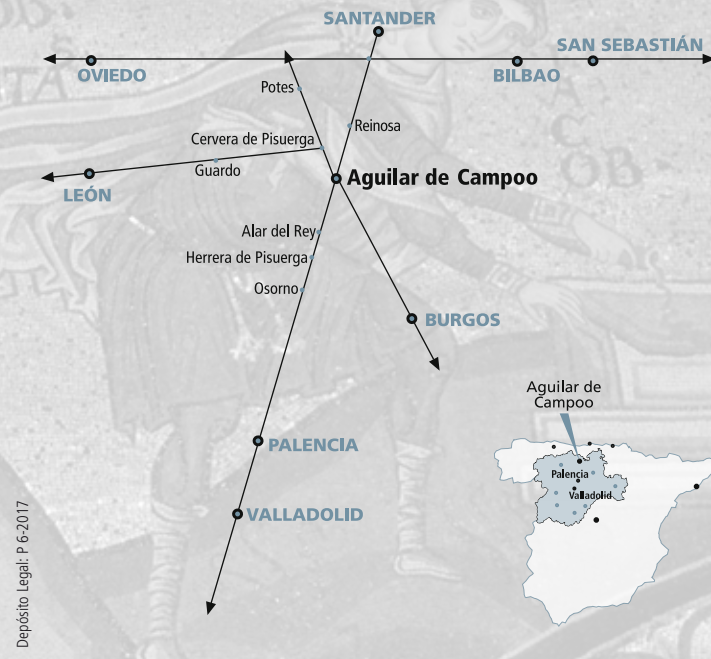 SANTANDER
SAN SEBASTIÁN
OVIEDO
BILBAO
Potes
Reinosa
Cervera de Pisuerga
Guardo
Aguilar de Campoo
LEÓN
Alar del Rey
Herrera de Pisuerga
Osorno
BURGOS
Aguilar de
Campoo
PALENCIA
Palencia
Valladolid
VALLADOLID
Depósito Legal: P 6-2017